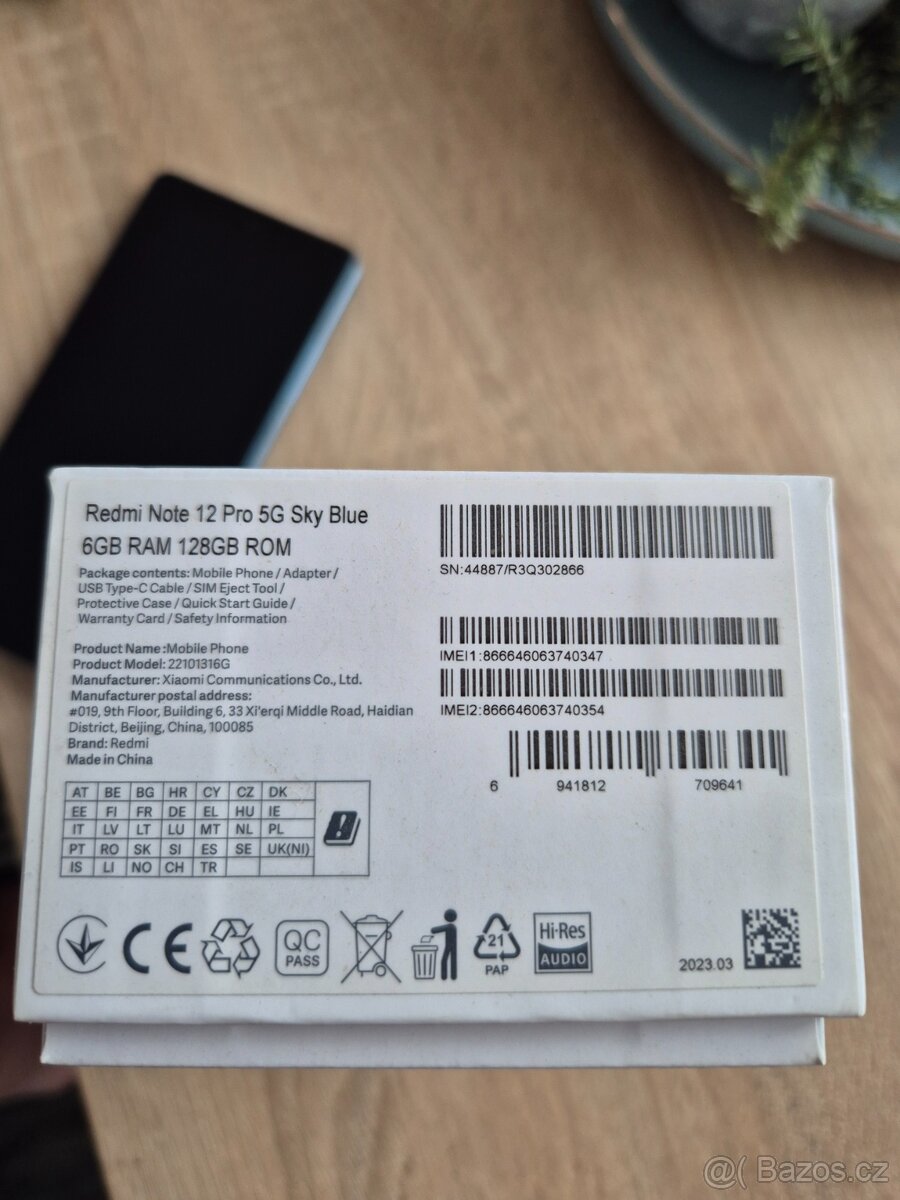 Redmi Note 12 Pro 5G Sky Blue
6GB RAM 128GB ROM
Package contents: Mobile Phone / Adapter /
USB Type-C Cable / SIM Eject Tool /
Protective Case / Quick Start Guide /
Warranty Card / Safety Information
Product Name :Mobile Phone
Product Model: 22101316G
Manufacturer: Xiaomi Communications Co., Ltd.
Manufacturer postal address:
#019, 9th Floor, Building 6, 33 Xi'erqi Middle Road, Haidian
District, Beijing, China, 100085
Brand: Redmi
Made in China
SN:44887/R3Q302866
IMEI1:866646063740347
IMEI2:866646063740354
6 941812 709641
AT BE BG HR CY CZ DK
EE FI FR DE EL HU IE
IT LV LT LU MT NL PL
PT RO SK SI ES SE UK(NI)
IS LI NO CH TR
CE
QC
PASS
21
PAP
Hi-Res
AUDIO
2023.03
@( Bazos.cz